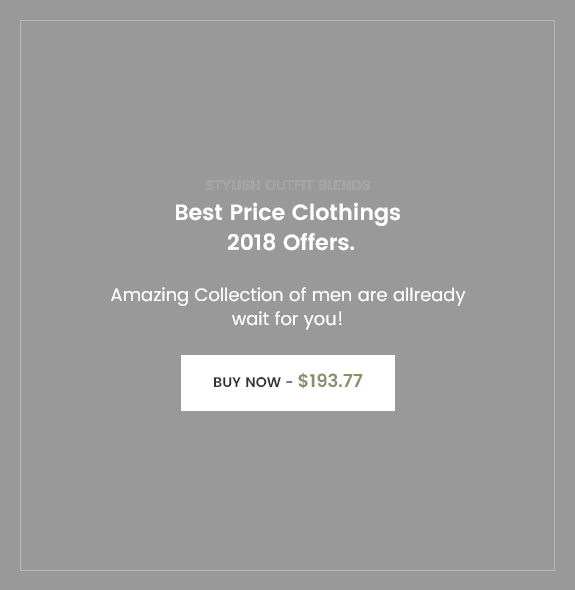 STYLISH OUTFIT BLENDS
Best Price Clothings
2018 Offers.
Amazing Collection of men are allready
wait for you!
BUY NOW - $193.77